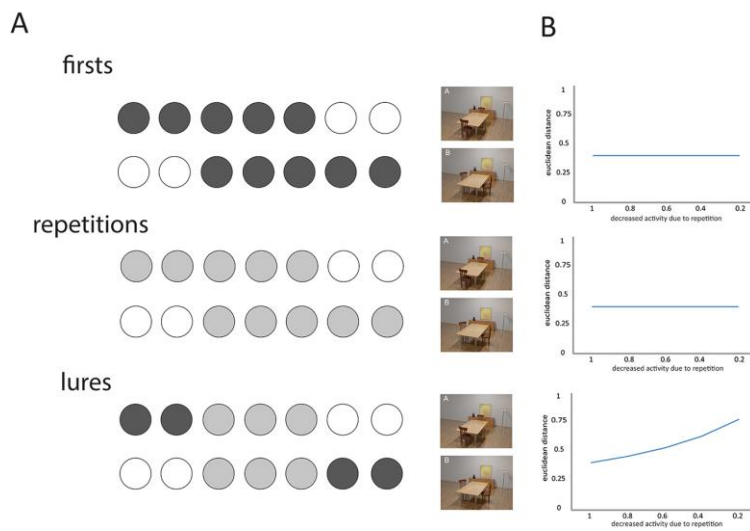 A
B
firsts
A
B
euclidean distance
1
0.75
0.5
0.25
0
1 0.8 0.6 0.4 0.2
decreased activity due to repetition
repetitions
A
B
euclidean distance
1
0.75
0.5
0.25
0
1 0.8 0.6 0.4 0.2
decreased activity due to repetition
lures
A
B
euclidean distance
1
0.75
0.5
0.25
0
1 0.8 0.6 0.4 0.2
decreased activity due to repetition